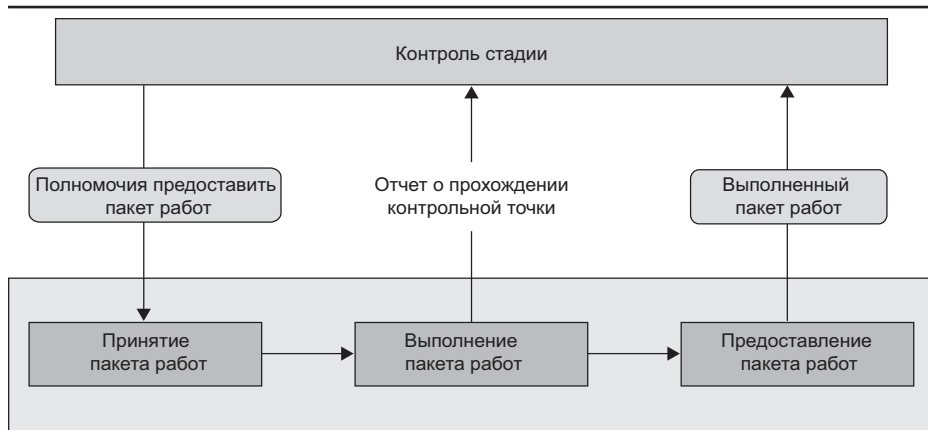 Контроль стадии
Полномочия предоставить
пакет работ
Отчет о прохождении
контрольной точки
Выполненный
пакет работ
Принятие
пакета работ
Выполнение
пакета работ
Предоставление
пакета работ